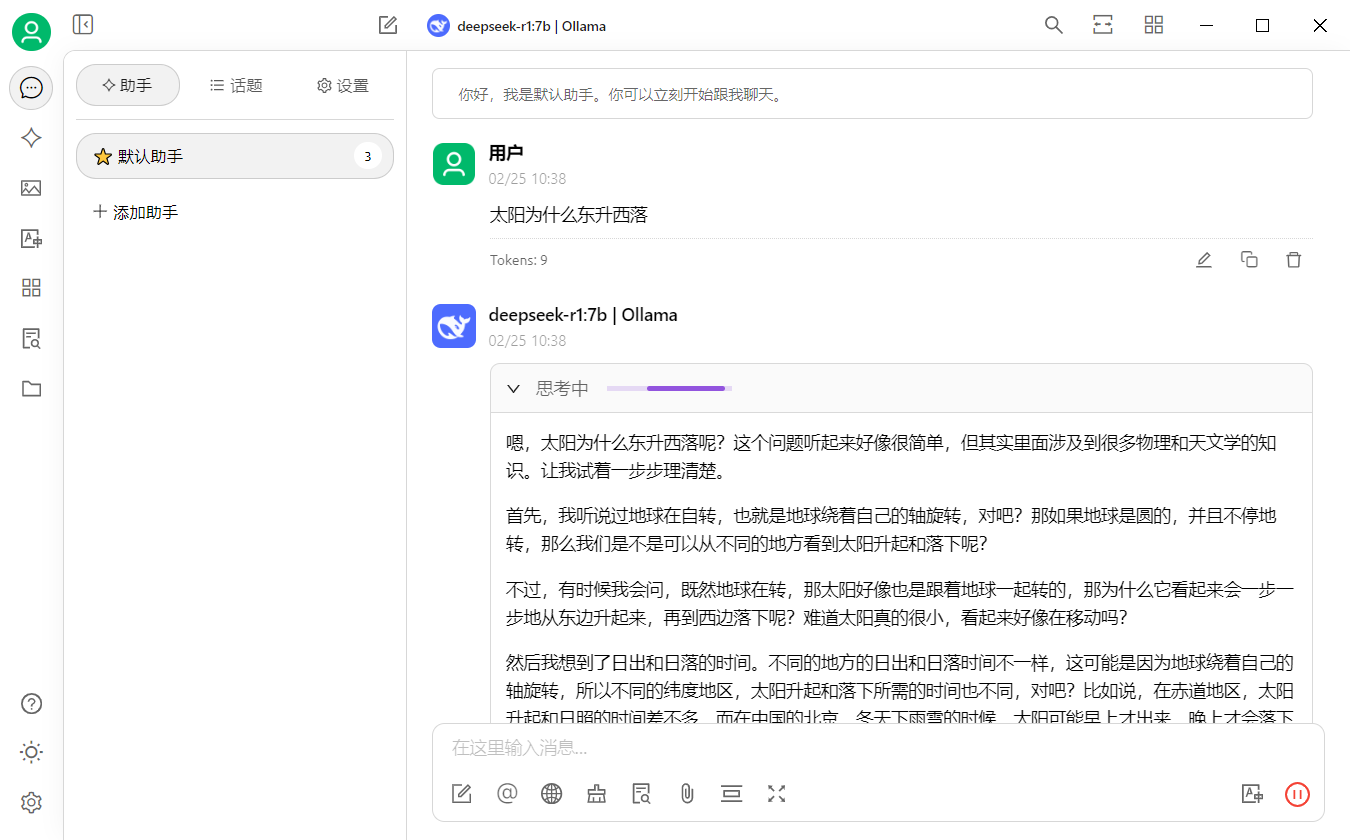 deepseek-r1:7b | Ollama
助手
话题
设置
默认助手
3
添加助手
你好，我是默认助手。你可以立刻开始跟我聊天。
用户
02/25 10:38
太阳为什么东升西落
Tokens: 9
deepseek-r1:7b | Ollama
02/25 10:38
思考中
嗯，太阳为什么东升西落呢？这个问题听起来好像很简单，但其实里面涉及到很多物理和天文学的知
识。让我试着一步步理清楚。
首先，我听说过地球在自转，也就是地球绕着自己的轴旋转，对吧？那如果地球是圆的，并且不停地
转，那么我们是不是可以从不同的地方看到太阳升起和落下呢？
不过，有时候我会问，既然地球在转，那太阳好像也是跟着地球一起转的，那为什么它看起来会一步一
步地从东边升起来，再到西边落下呢？难道太阳真的很小，看起来好像在移动吗？
然后我想到了日出和日落的时间。不同的地方的日出和日落时间不一样，这可能是因为地球绕着自己的
轴旋转，所以不同的纬度地区，太阳升起和落下所需的时间也不同，对吧？比如说，在赤道地区，太阳
升起和日照的时间差不多，而在中国的北京，冬天下雨雪的时候，太阳可能早上才出来，晚上才会落下
在这里输入消息...